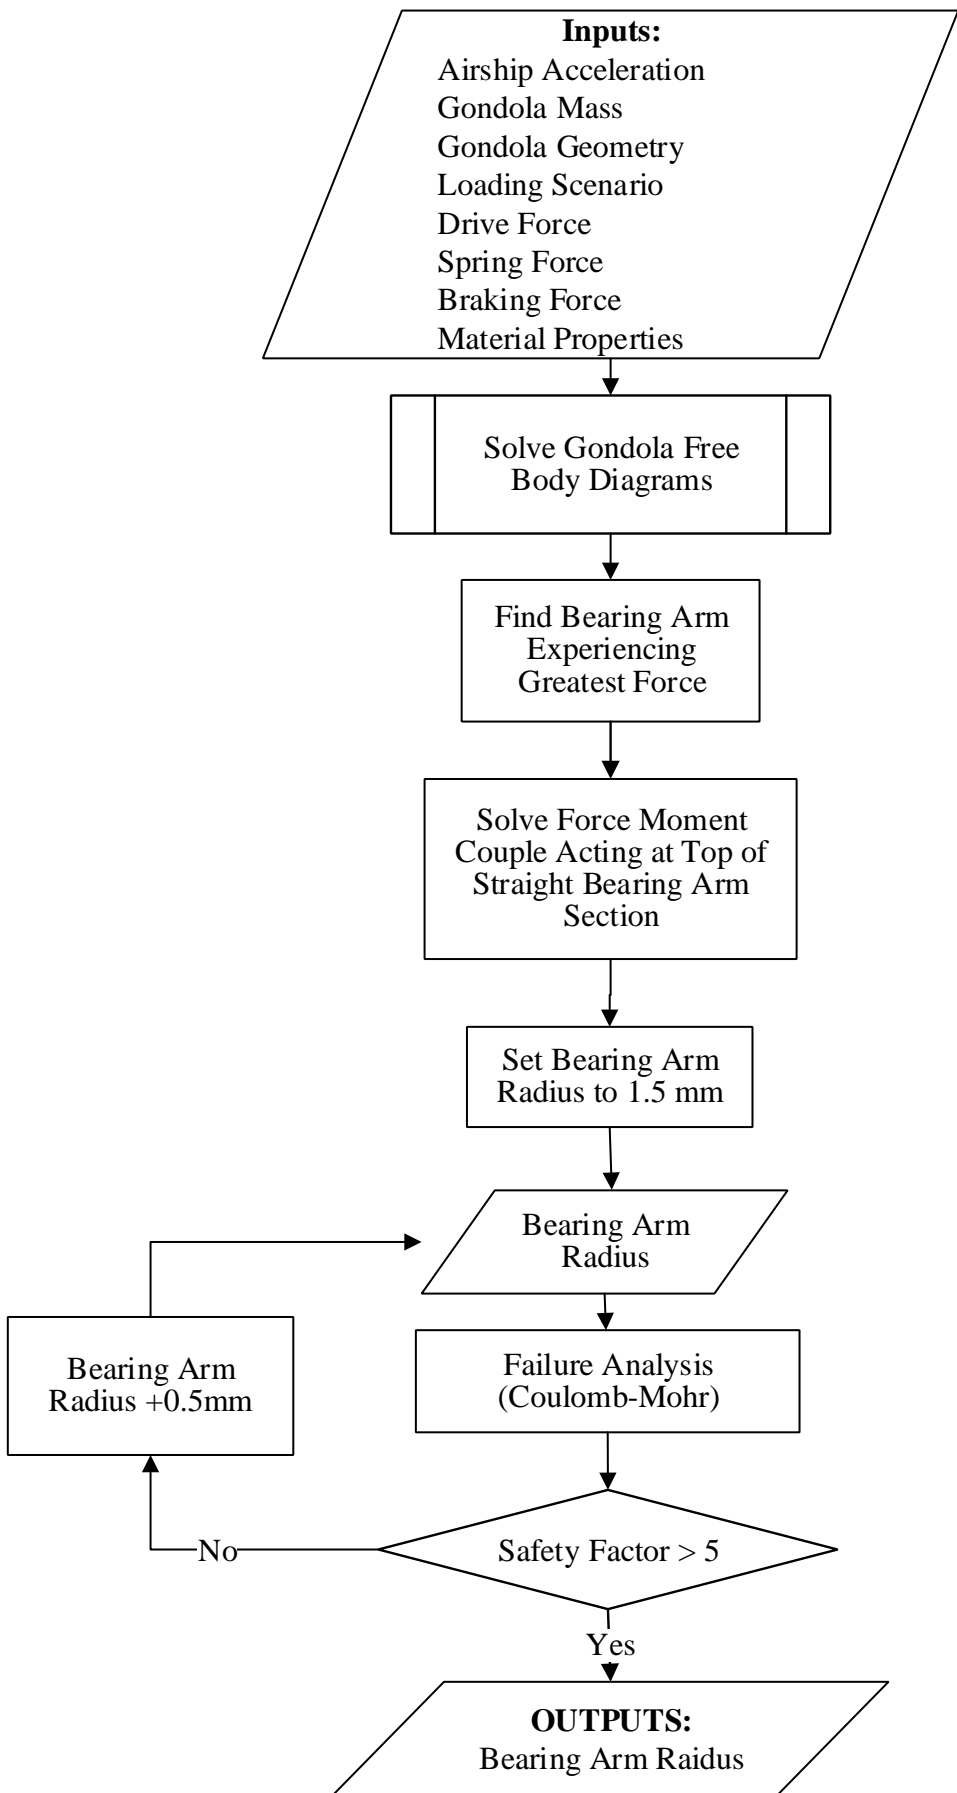 Inputs:
Airship Acceleration
Gondola Mass
Gondola Geometry
Loading Scenario
Drive Force
Spring Force
Braking Force
Material Properties
Solve Gondola Free
Body Diagrams
Find Bearing Arm
Experiencing
Greatest Force
Solve Force Moment
Couple Acting at Top of
Straight Bearing Arm
Section
Set Bearing Arm
Radius to 1.5 mm
Bearing Arm
Radius
Bearing Arm
Radius +0.5mm
Failure Analysis
(Coulomb-Mohr)
No
Safety Factor > 5
Yes
OUTPUTS:
Bearing Arm Raidus